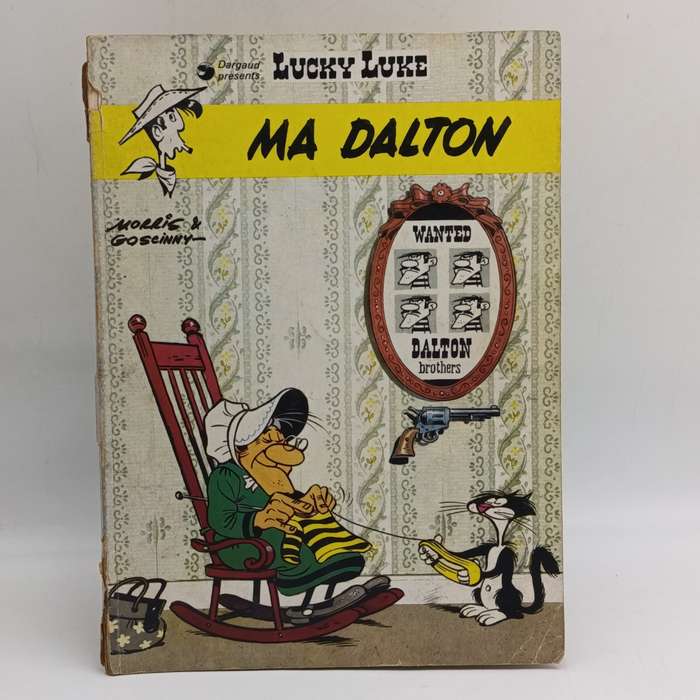 Dargaud
presents
LUCKY LUKE
MA DALTON
MORRIS &
GOSCINNY
WANTED
DALTON
brothers